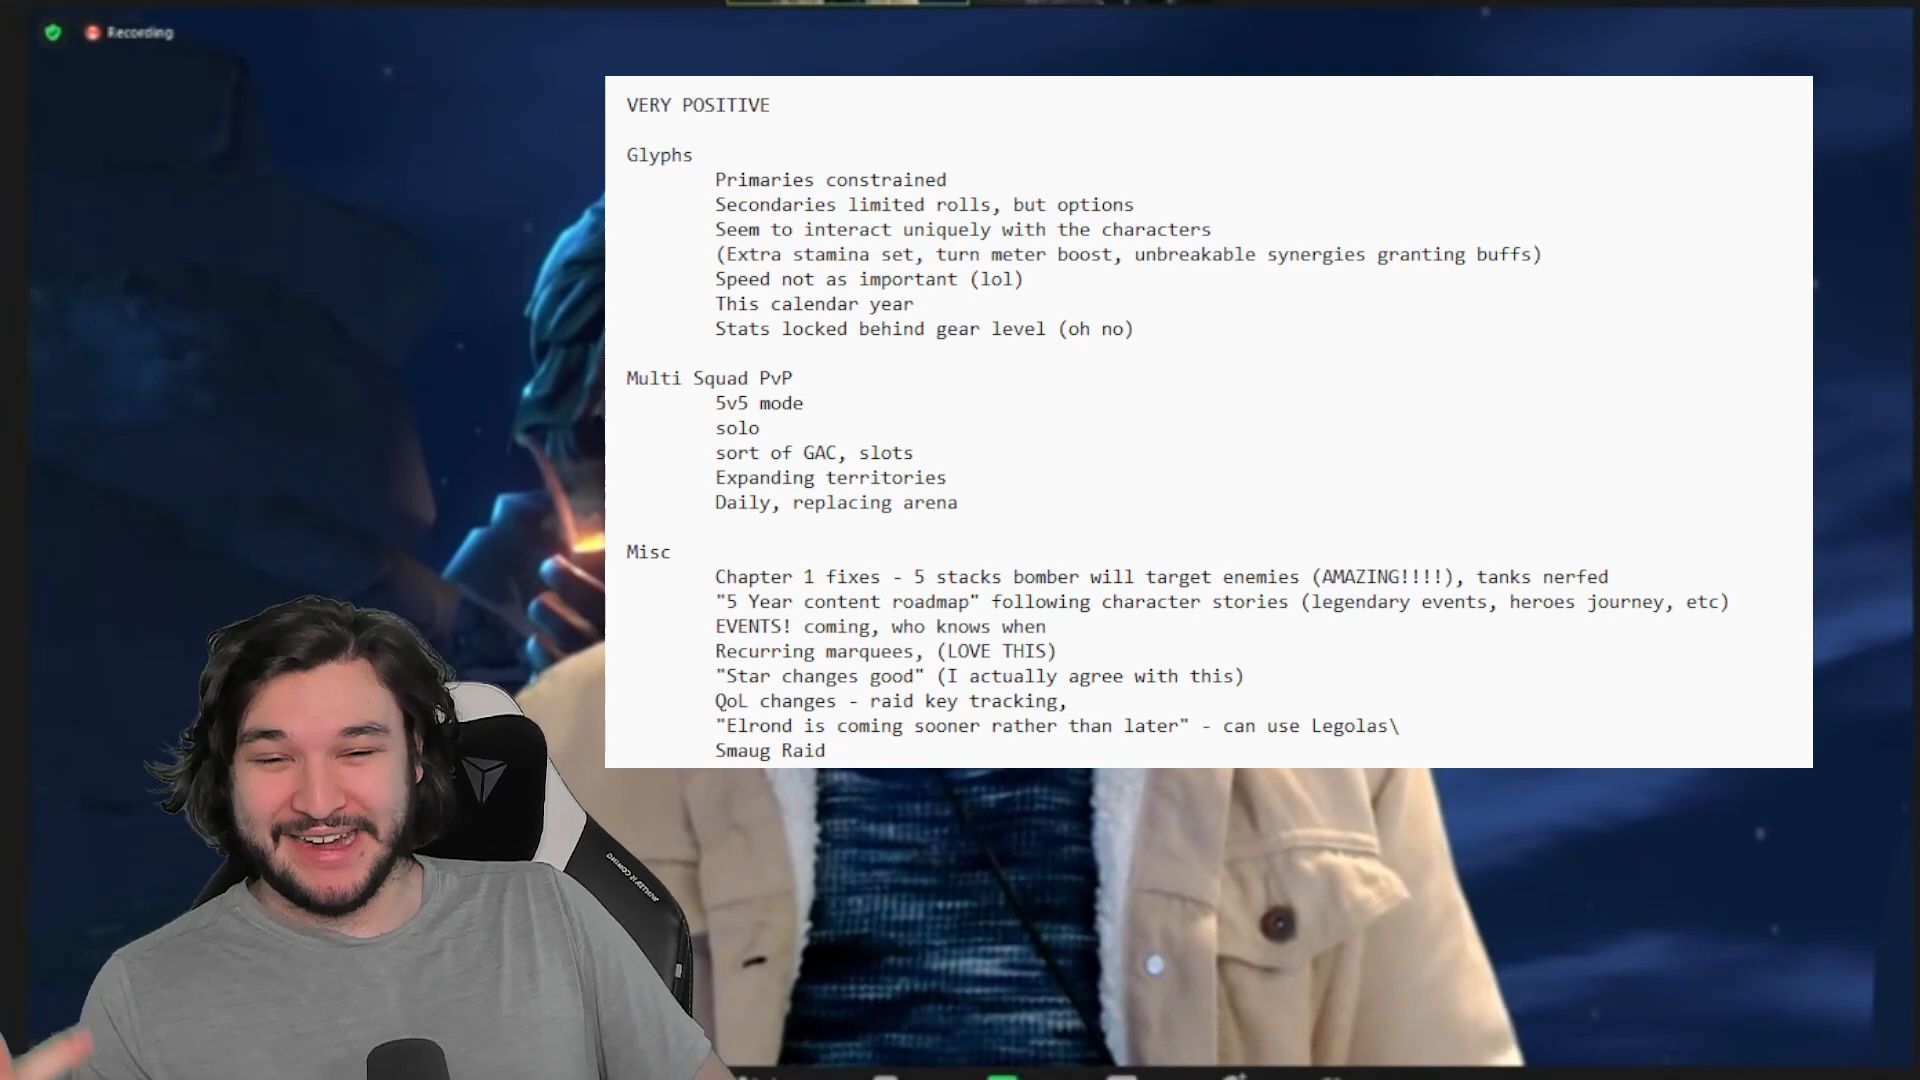 Recording
VERY POSITIVE
Glyphs
Primaries constrained
Secondaries limited rolls, but options
Seem to interact uniquely with the characters
(Extra stamina set, turn meter boost, unbreakable synergies granting buffs)
Speed not as important (lol)
This calendar year
Stats locked behind gear level (oh no)
Multi Squad PvP
5v5 mode
solo
sort of GAC, slots
Expanding territories
Daily, replacing arena
Misc
Chapter 1 fixes - 5 stacks bomber will target enemies (AMAZING!!!!), tanks nerfed
"5 Year content roadmap" following character stories (legendary events, heroes journey, etc)
EVENTS! coming, who knows when
Recurring marquees, (LOVE THIS)
"Star changes good" (I actually agree with this)
QoL changes - raid key tracking,
"Elrond is coming sooner rather than later" - can use Legolas\
Smaug Raid